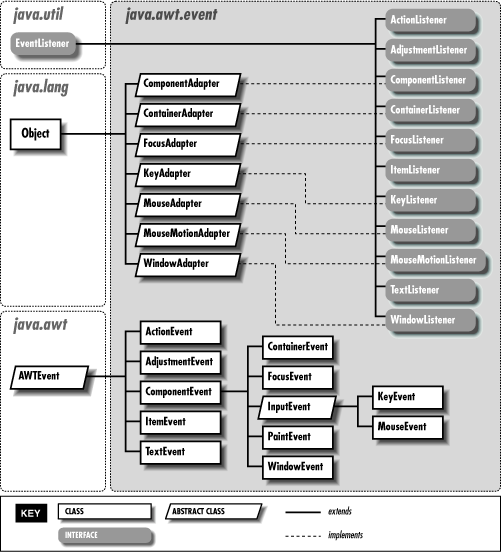 java.util
java.awt.event
EventListener
ActionListener
AdjustmentListener
ComponentListener
ContainerListener
FocusListener
ItemListener
KeyListener
MouseListener
MouseMotionListener
TextListener
WindowListener
java.lang
Object
ComponentAdapter
ContainerAdapter
FocusAdapter
KeyAdapter
MouseAdapter
MouseMotionAdapter
WindowAdapter
java.awt
AWTEvent
ActionEvent
AdjustmentEvent
ComponentEvent
ItemEvent
TextEvent
ContainerEvent
FocusEvent
InputEvent
PaintEvent
WindowEvent
KeyEvent
MouseEvent
KEY
CLASS
ABSTRACT CLASS
extends
INTERFACE
implements